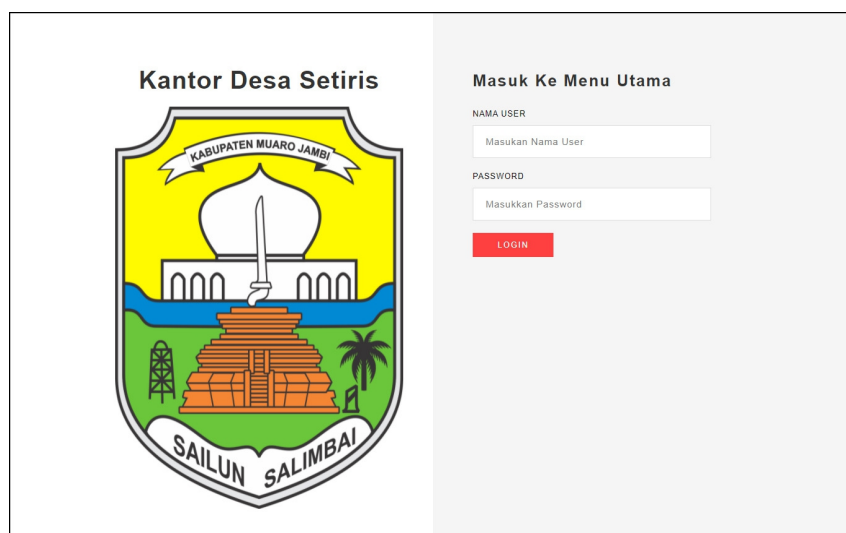 Kantor Desa Setiris
KABUPATEN MUARO JAMBI
SAILUN SALIMBAI
Masuk Ke Menu Utama
NAMA USER
Masukan Nama User
PASSWORD
Masukkan Password
LOGIN